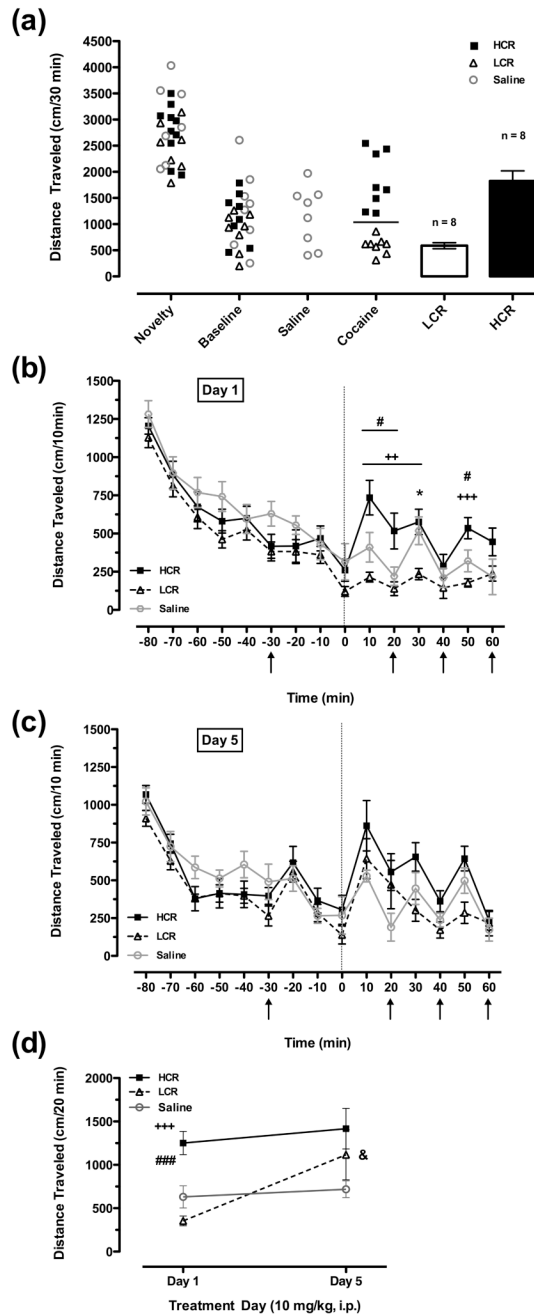 (a)
Distance Traveled (cm/30 min)
4500
4000
3500
3000
2500
2000
1500
1000
500
0
HCR
LCR
Saline
n = 8
n = 8
Novelty
Baseline
Saline
Cocaine
LCR
HCR
(b)
Distance Taveled (cm/10min)
1500
1250
1000
750
500
250
0
Day 1
#
++
*
#
+++
HCR
LCR
Saline
-80 -70 -60 -50 -40 -30 -20 -10 0 10 20 30 40 50 60
Time (min)
(c)
Distance Traveled (cm/10 min)
1500
1250
1000
750
500
250
0
Day 5
HCR
LCR
Saline
-80 -70 -60 -50 -40 -30 -20 -10 0 10 20 30 40 50 60
Time (min)
(d)
Distance Traveled (cm/20 min)
2000
1500
1000
500
0
HCR
LCR
Saline
+++
###
&
Day 1 Day 5
Treatment Day (10 mg/kg, i.p.)